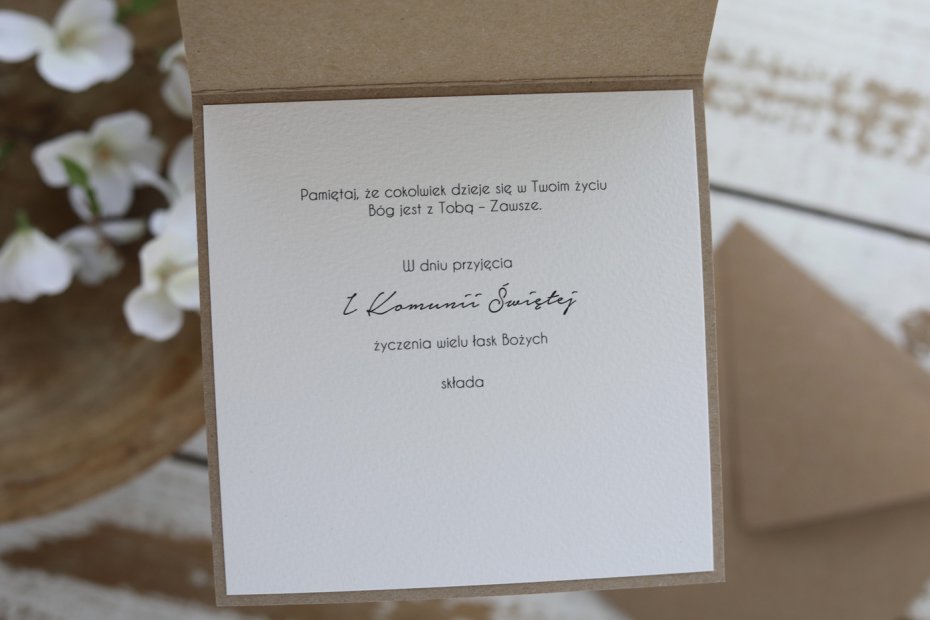 Pamiętaj, że cokolwiek dzieje się w Twoim życiu
Bóg jest z Tobą – Zawsze.
W dniu przyjęcia
I Komunii Świętej
życzenia wielu łask Bożych
składa